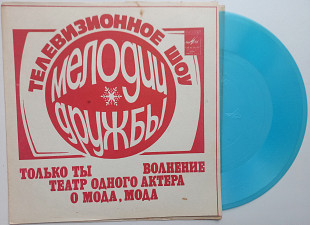 ТЕЛЕВИЗИОННОЕ ШОУ
мелодии
дружбы
ТОЛЬКО ТЫ ВОЛНЕНИЕ
ТЕАТР ОДНОГО АКТЕРА
О МОДА, МОДА